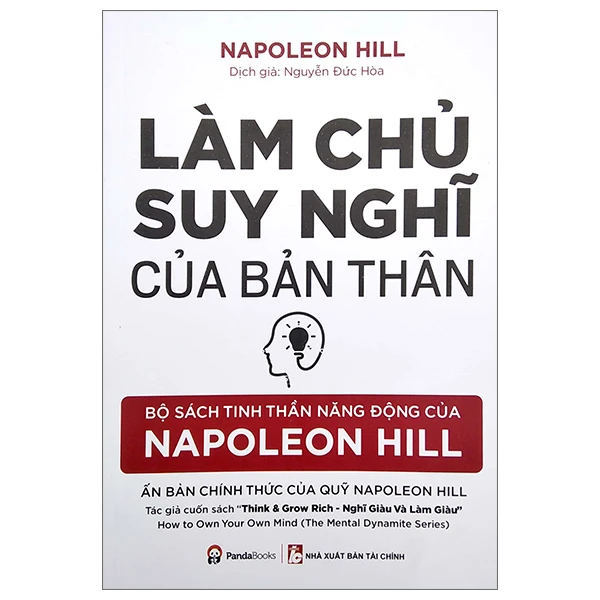 NAPOLEON HILL
Dịch giả: Nguyễn Đức Hòa
LÀM CHỦ
SUY NGHĨ
CỦA BẢN THÂN
BỘ SÁCH TINH THẦN NĂNG ĐỘNG CỦA
NAPOLEON HILL
ẤN BẢN CHÍNH THỨC CỦA QUỸ NAPOLEON HILL
Tác giả cuốn sách "Think & Grow Rich - Nghĩ Giàu Và Làm Giàu"
How to Own Your Own Mind (The Mental Dynamite Series)
PandaBooks NHÀ XUẤT BẢN TÀI CHÍNH